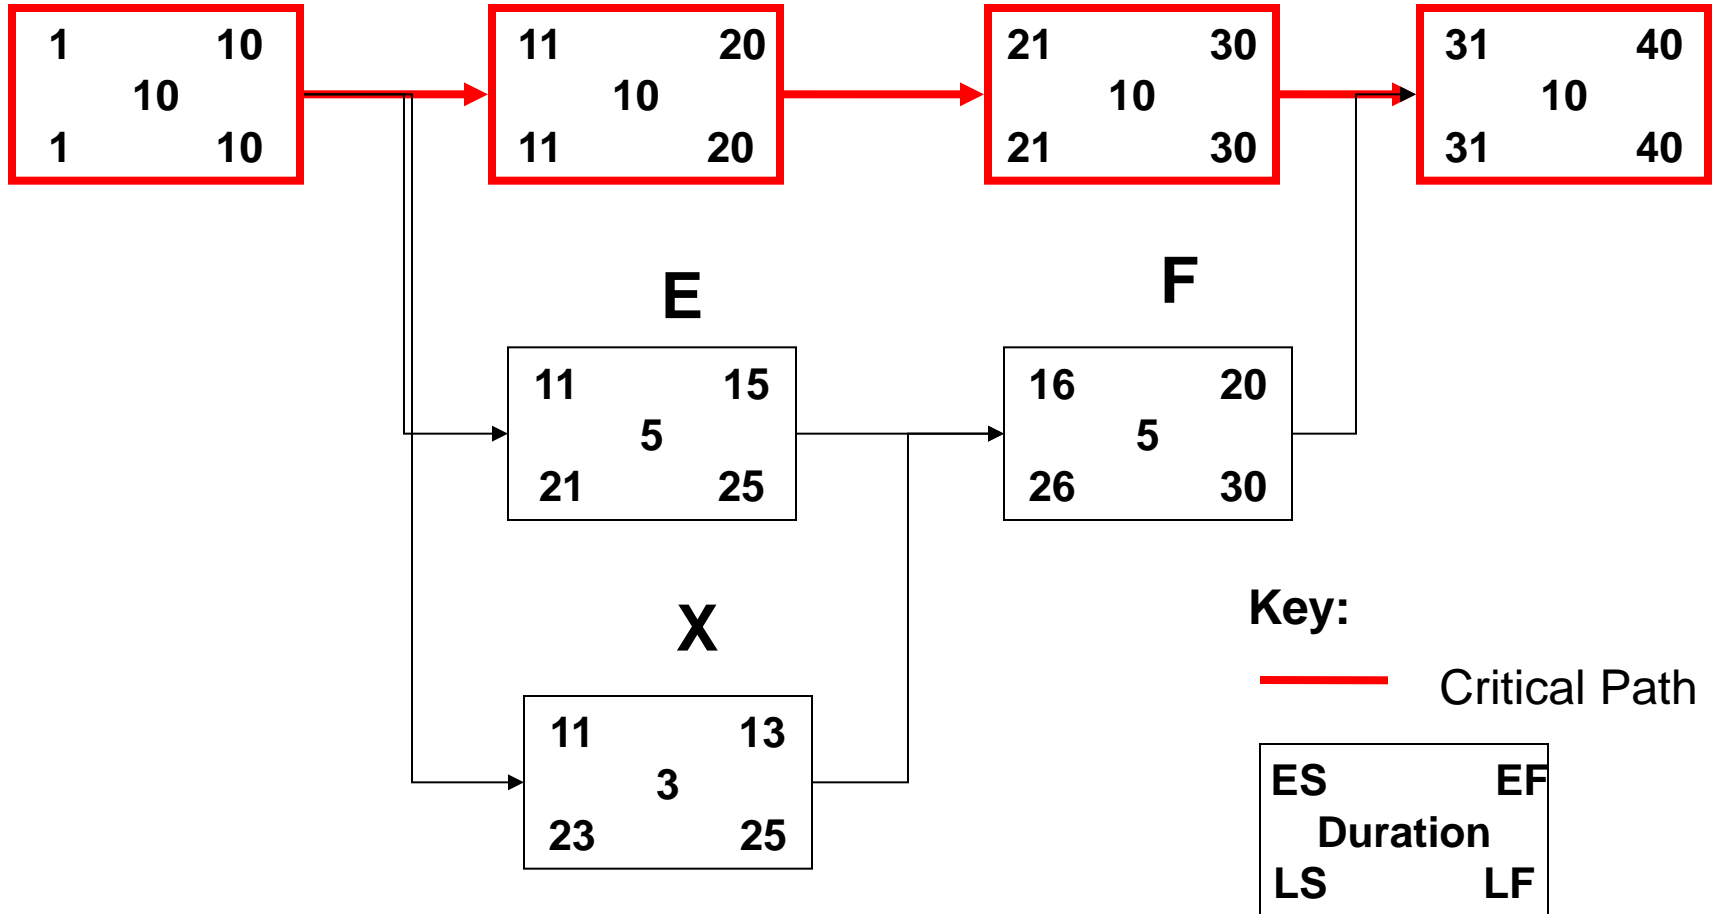 1 10 11 20 21 30 31 40
10 10 10 10
1 10 11 20 21 30 31 40
E F
11 15 16 20
5 5
21 25 26 30
X
11 13
3
23 25
Key:
Critical Path
ES EF
Duration
LS LF